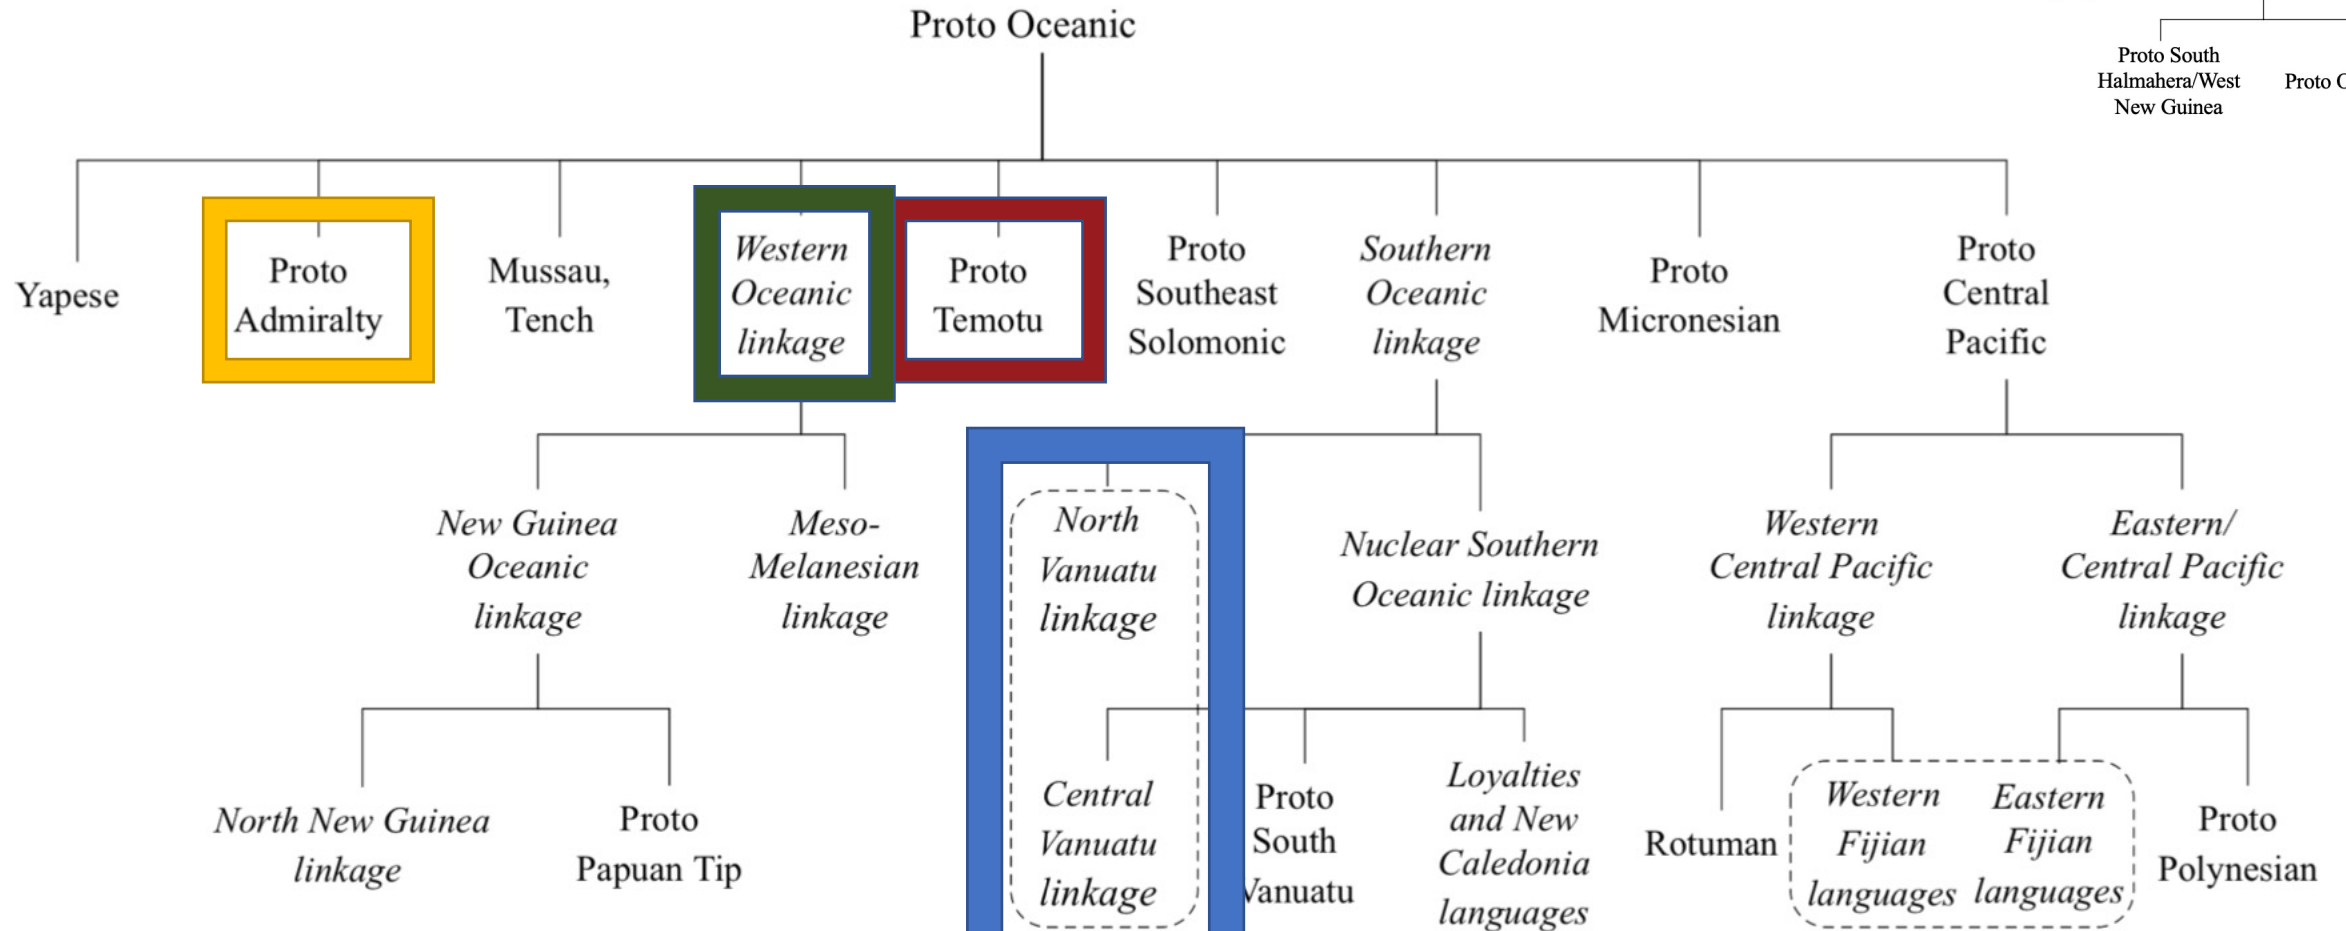 Proto Oceanic
Proto South
Halmahera/West
New Guinea
Proto
Yapese
Proto
Admiralty
Mussau,
Tench
Western
Oceanic
linkage
Proto
Temotu
Proto
Southeast
Solomonic
Southern
Oceanic
linkage
Proto
Micronesian
Proto
Central
Pacific
New Guinea
Oceanic
linkage
Meso-
Melanesian
linkage
North
Vanuatu
linkage
Nuclear Southern
Oceanic linkage
Western
Central Pacific
linkage
Eastern/
Central Pacific
linkage
North New Guinea
linkage
Proto
Papuan Tip
Central
Vanuatu
linkage
Proto
South
Vanuatu
Loyalties
and New
Caledonia
languages
Rotuman
Western
Fijian
languages
Eastern
Fijian
languages
Proto
Polynesian